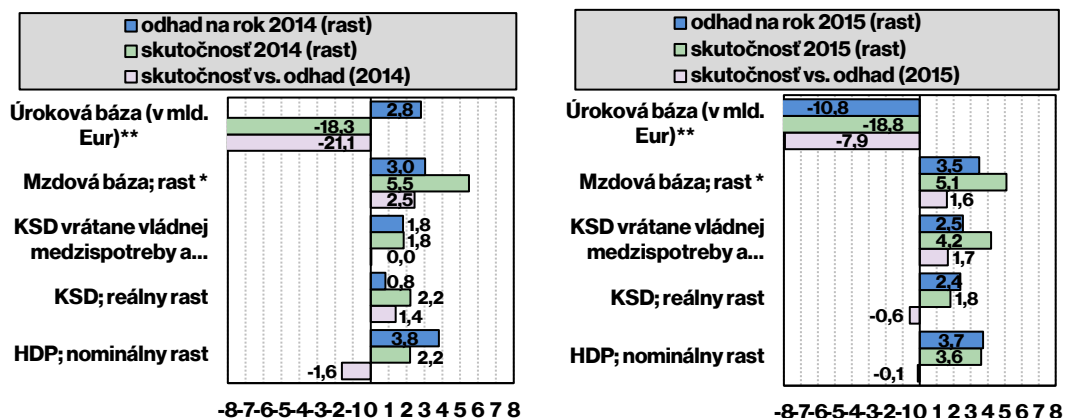 odhad na rok 2014 (rast)
skutočnosť 2014 (rast)
skutočnosť vs. odhad (2014)
Úroková báza (v mld.
Eur)**
2,8
-18,3
-21,1
Mzdová báza; rast *
3,0
5,5
2,5
KSD vrátane vládnej
medzispotreby a...
1,8
1,8
0,0
KSD; reálny rast
0,8
2,2
1,4
HDP; nominálny rast
3,8
2,2
-1,6
-8-7-6-5-4-3-2-1 0 1 2 3 4 5 6 7 8
odhad na rok 2015 (rast)
skutočnosť 2015 (rast)
skutočnosť vs. odhad (2015)
Úroková báza (v mld.
Eur)**
-10,8
-18,8
-7,9
Mzdová báza; rast *
3,5
5,1
1,6
KSD vrátane vládnej
medzispotreby a...
2,5
4,2
1,7
KSD; reálny rast
2,4
1,8
-0,6
HDP; nominálny rast
3,7
3,6
-0,1
-8-7-6-5-4-3-2-1 0 1 2 3 4 5 6 7 8